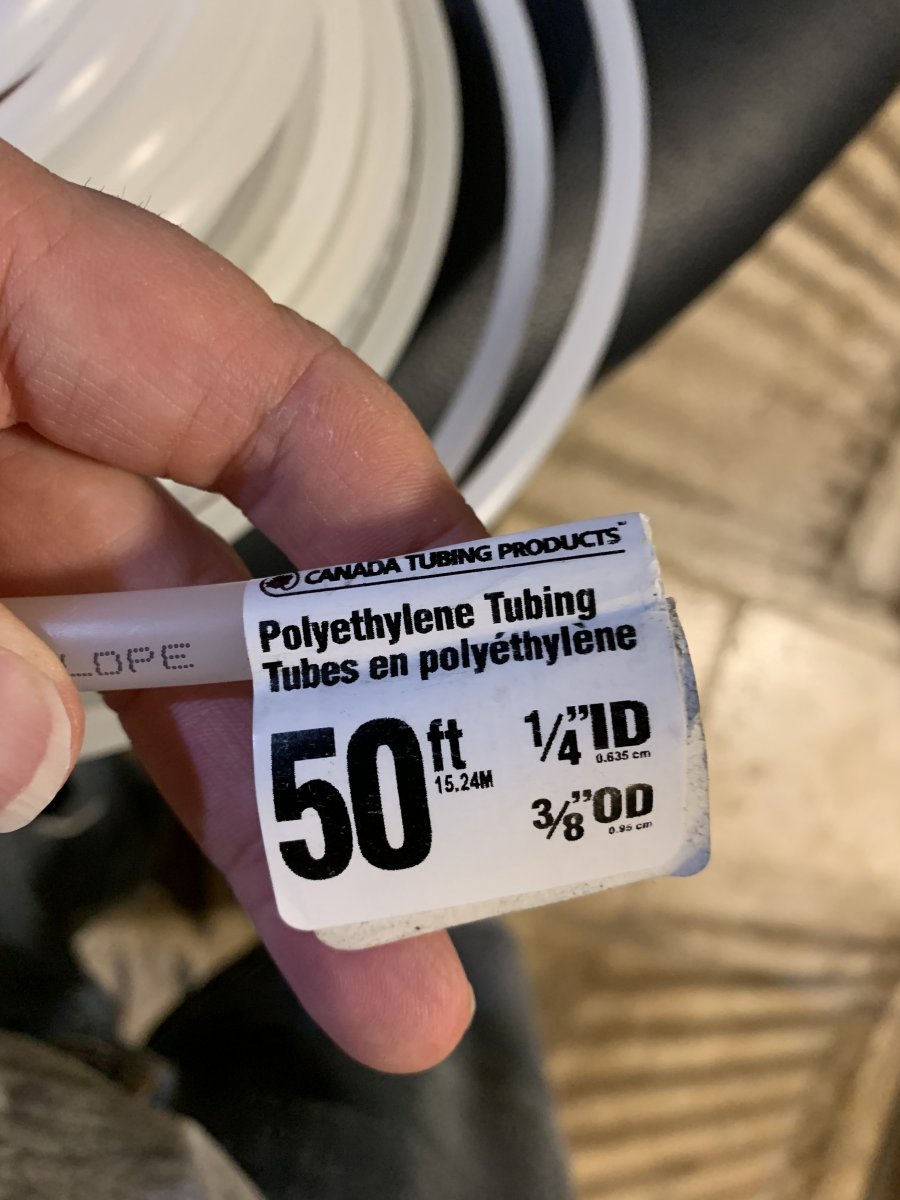 CANADA TUBING PRODUCTS™
Polyethylene Tubing
Tubes en polyéthylène
50 ft
15.24M
1/4” ID
0.635 cm
3/8” OD
0.95 cm
LDPE